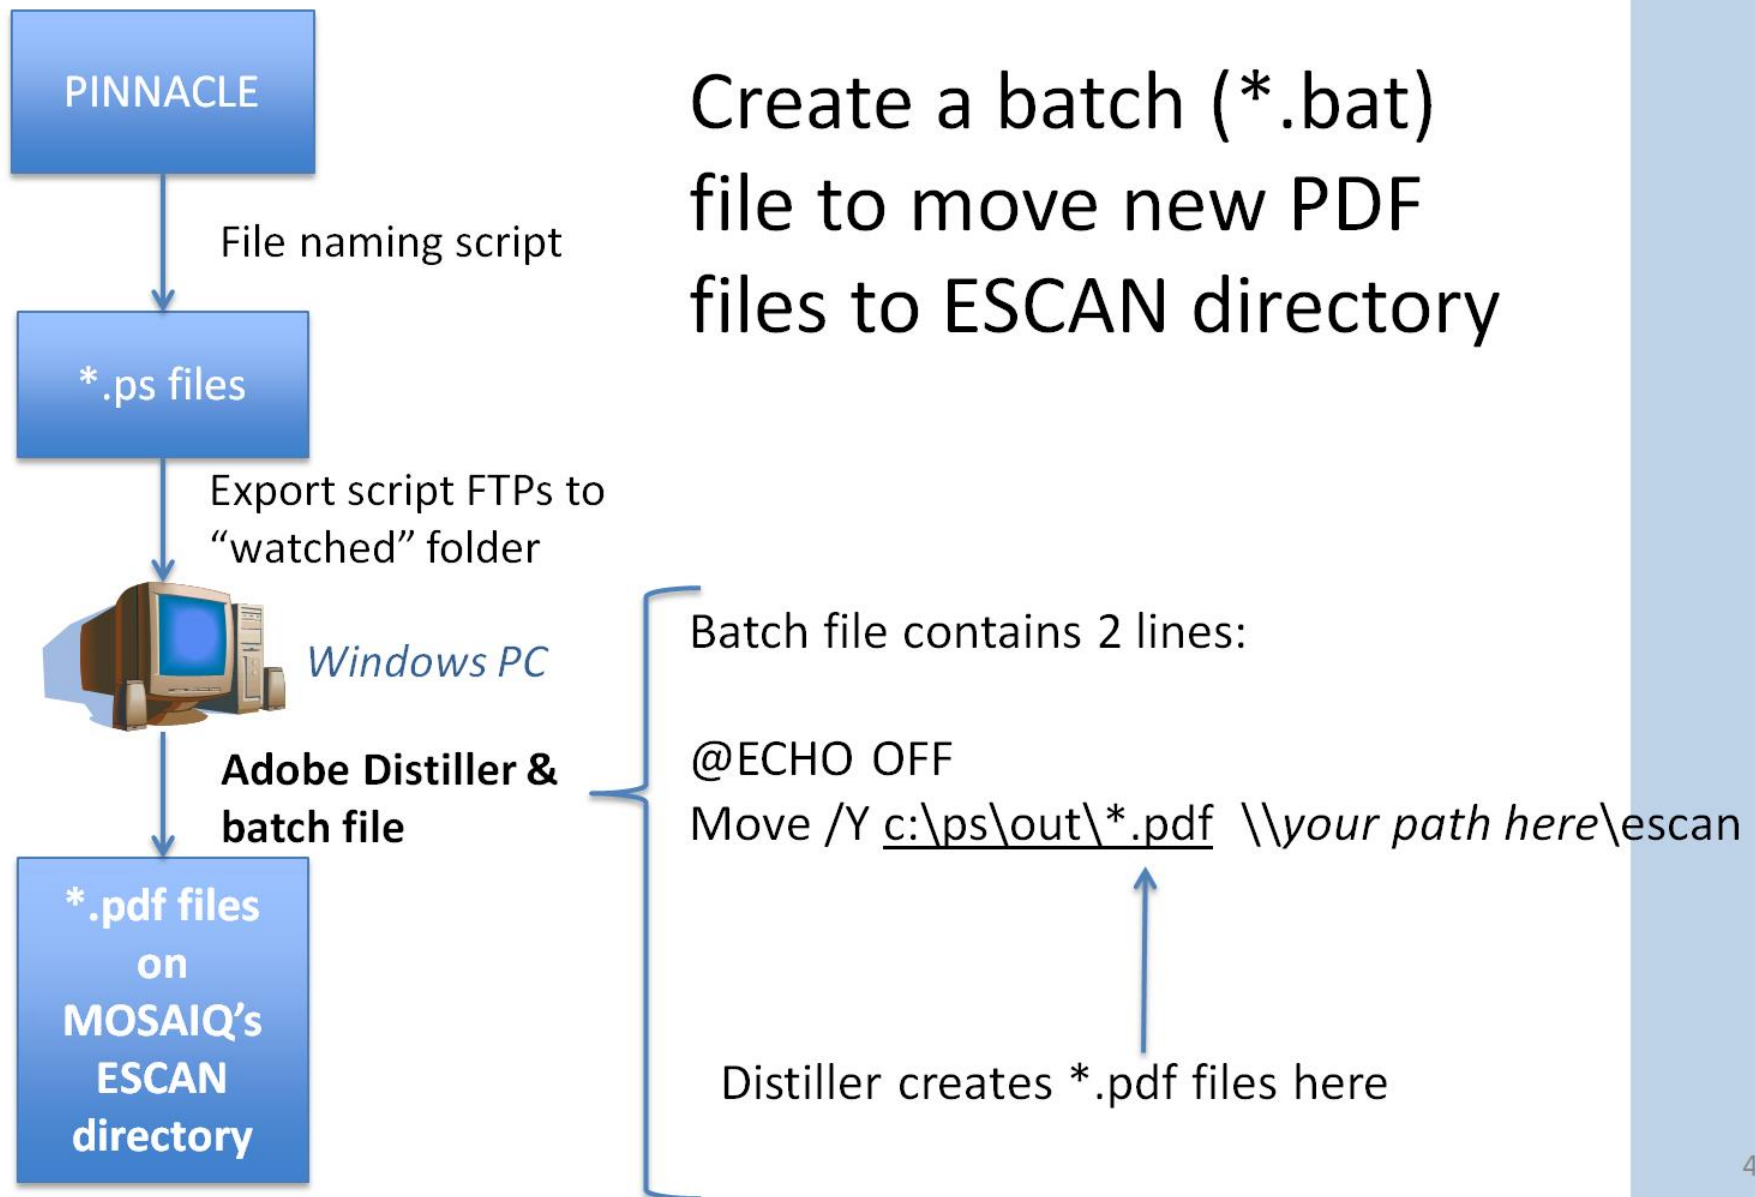 PINNACLE
File naming script
*.ps files
Export script FTPs to
“watched” folder
Windows PC
Adobe Distiller &
batch file
*.pdf files
on
MOSAIQ’s
ESCAN
directory
Create a batch (*.bat)
file to move new PDF
files to ESCAN directory
Batch file contains 2 lines:
@ECHO OFF
Move /Y c:\ps\out\*.pdf \\your path here\escan
Distiller creates *.pdf files here